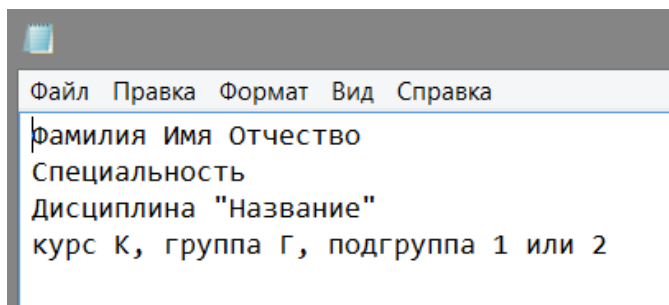 Файл Правка Формат Вид Справка
Фамилия Имя Отчество
Специальность
Дисциплина "Название"
курс К, группа Г, подгруппа 1 или 2